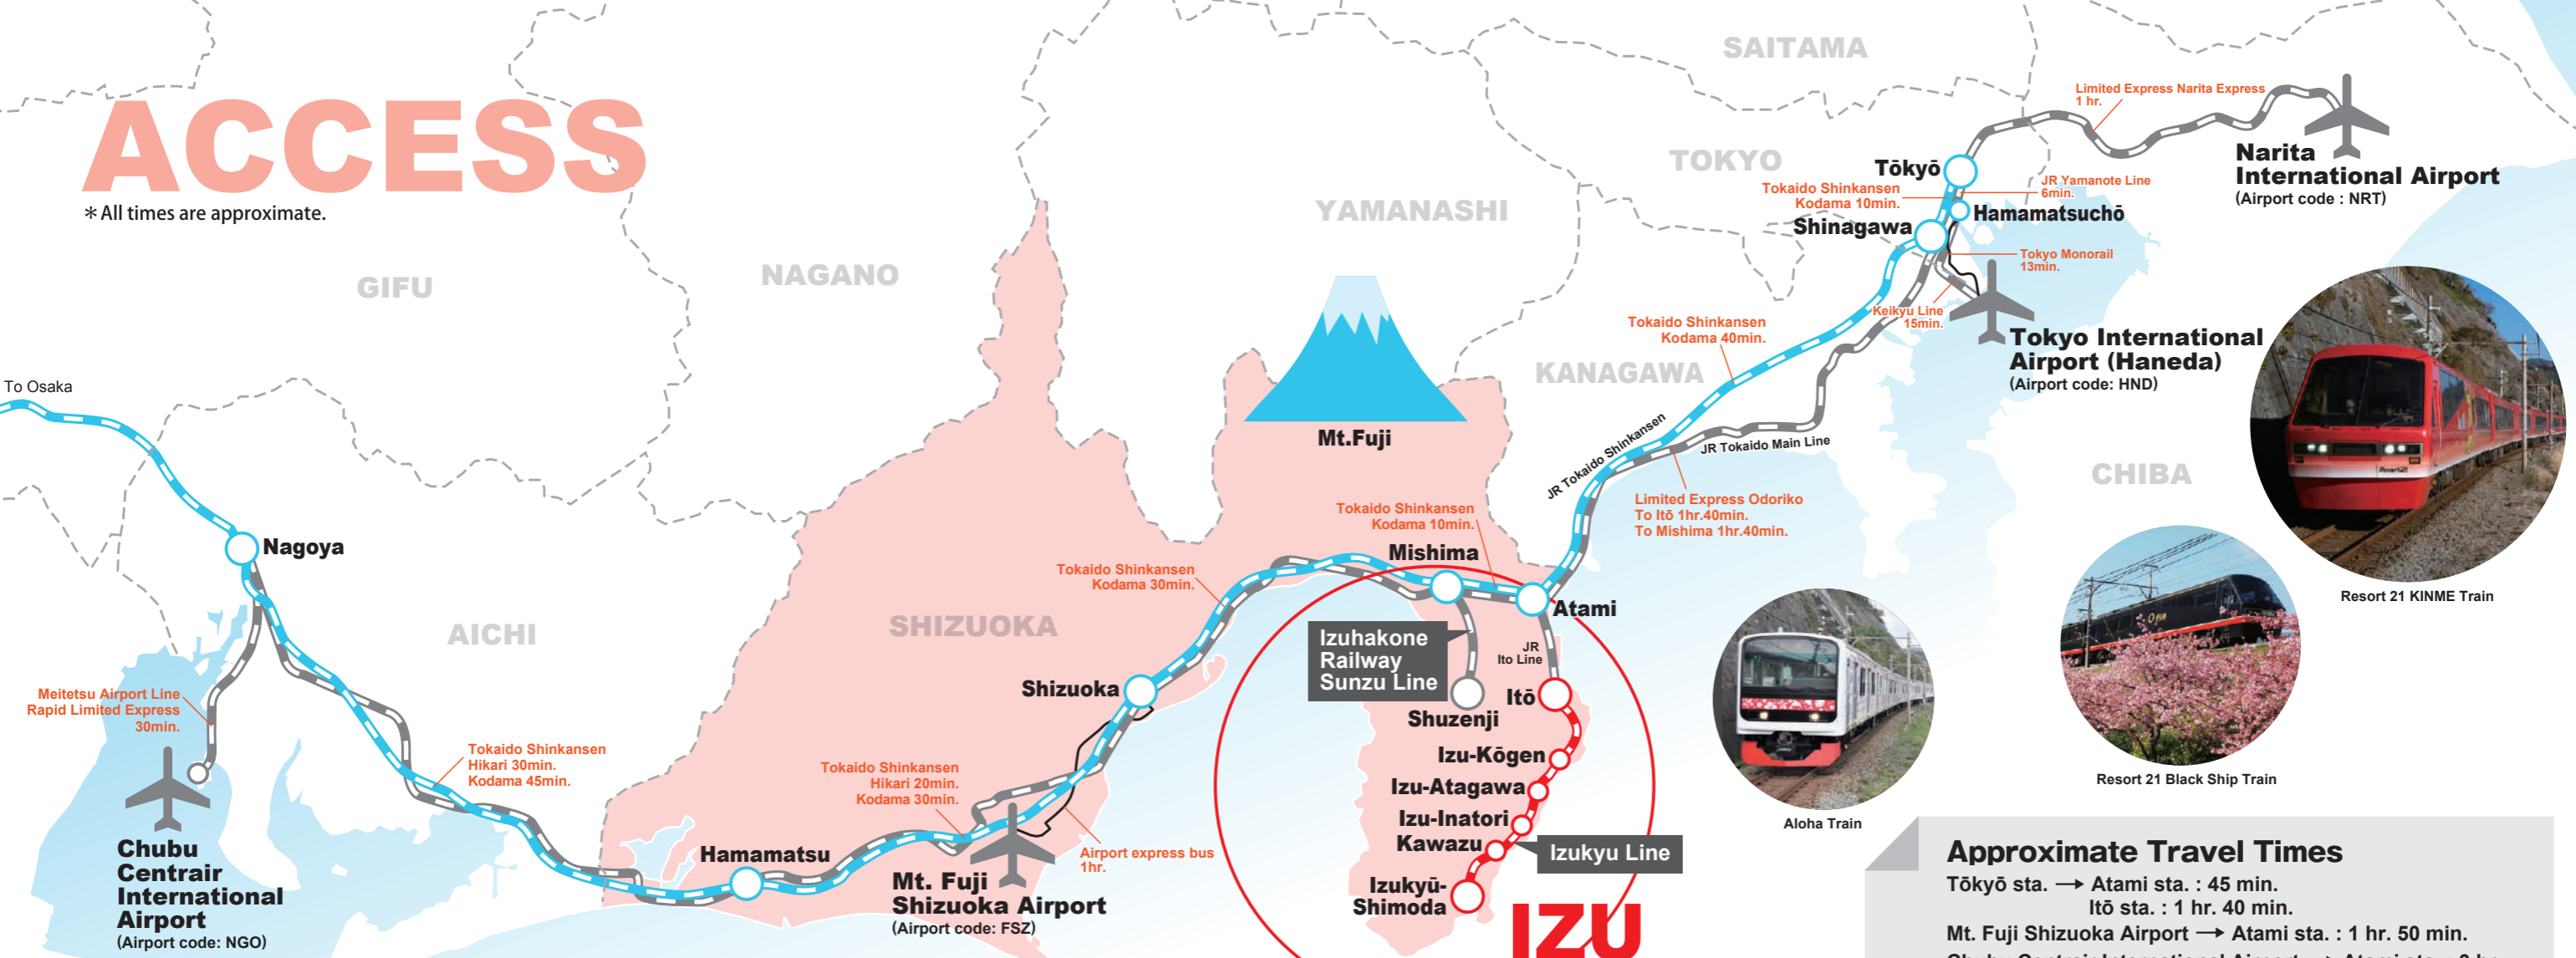 ACCESS
＊All times are approximate.
SAITAMA
TOKYO
YAMANASHI
NAGANO
GIFU
KANAGAWA
CHIBA
SHIZUOKA
AICHI
Limited Express Narita Express
1 hr.
Narita
International Airport
(Airport code : NRT)
Tōkyō
JR Yamanote Line
6min.
Tokaido Shinkansen
Kodama 10min.
Hamamatsuchō
Shinagawa
Tokyo Monorail
13min.
Keikyu Line
15min.
Tokyo International
Airport (Haneda)
(Airport code: HND)
Tokaido Shinkansen
Kodama 40min.
JR Tokaido Shinkansen
JR Tokaido Main Line
Limited Express Odoriko
To Itō 1hr.40min.
To Mishima 1hr.40min.
Mt.Fuji
To Osaka
Nagoya
Tokaido Shinkansen
Kodama 10min.
Mishima
Atami
Tokaido Shinkansen
Kodama 30min.
Izuhakone
Railway
Sunzu Line
JR
Ito Line
Shizuoka
Itō
Shuzenji
Izu-Kōgen
Izu-Atagawa
Izu-Inatori
Kawazu
Izukyu Line
Izukyū-
Shimoda
IZU
Meitetsu Airport Line
Rapid Limited Express
30min.
Tokaido Shinkansen
Hikari 30min.
Kodama 45min.
Tokaido Shinkansen
Hikari 20min.
Kodama 30min.
Hamamatsu
Airport express bus
1hr.
Mt. Fuji
Shizuoka Airport
(Airport code: FSZ)
Chubu
Centrair
International
Airport
(Airport code: NGO)
Resort 21 KINME Train
Resort 21 Black Ship Train
Aloha Train
Approximate Travel Times
Tōkyō sta. → Atami sta. : 45 min.
Itō sta. : 1 hr. 40 min.
Mt. Fuji Shizuoka Airport → Atami sta. : 1 hr. 50 min.